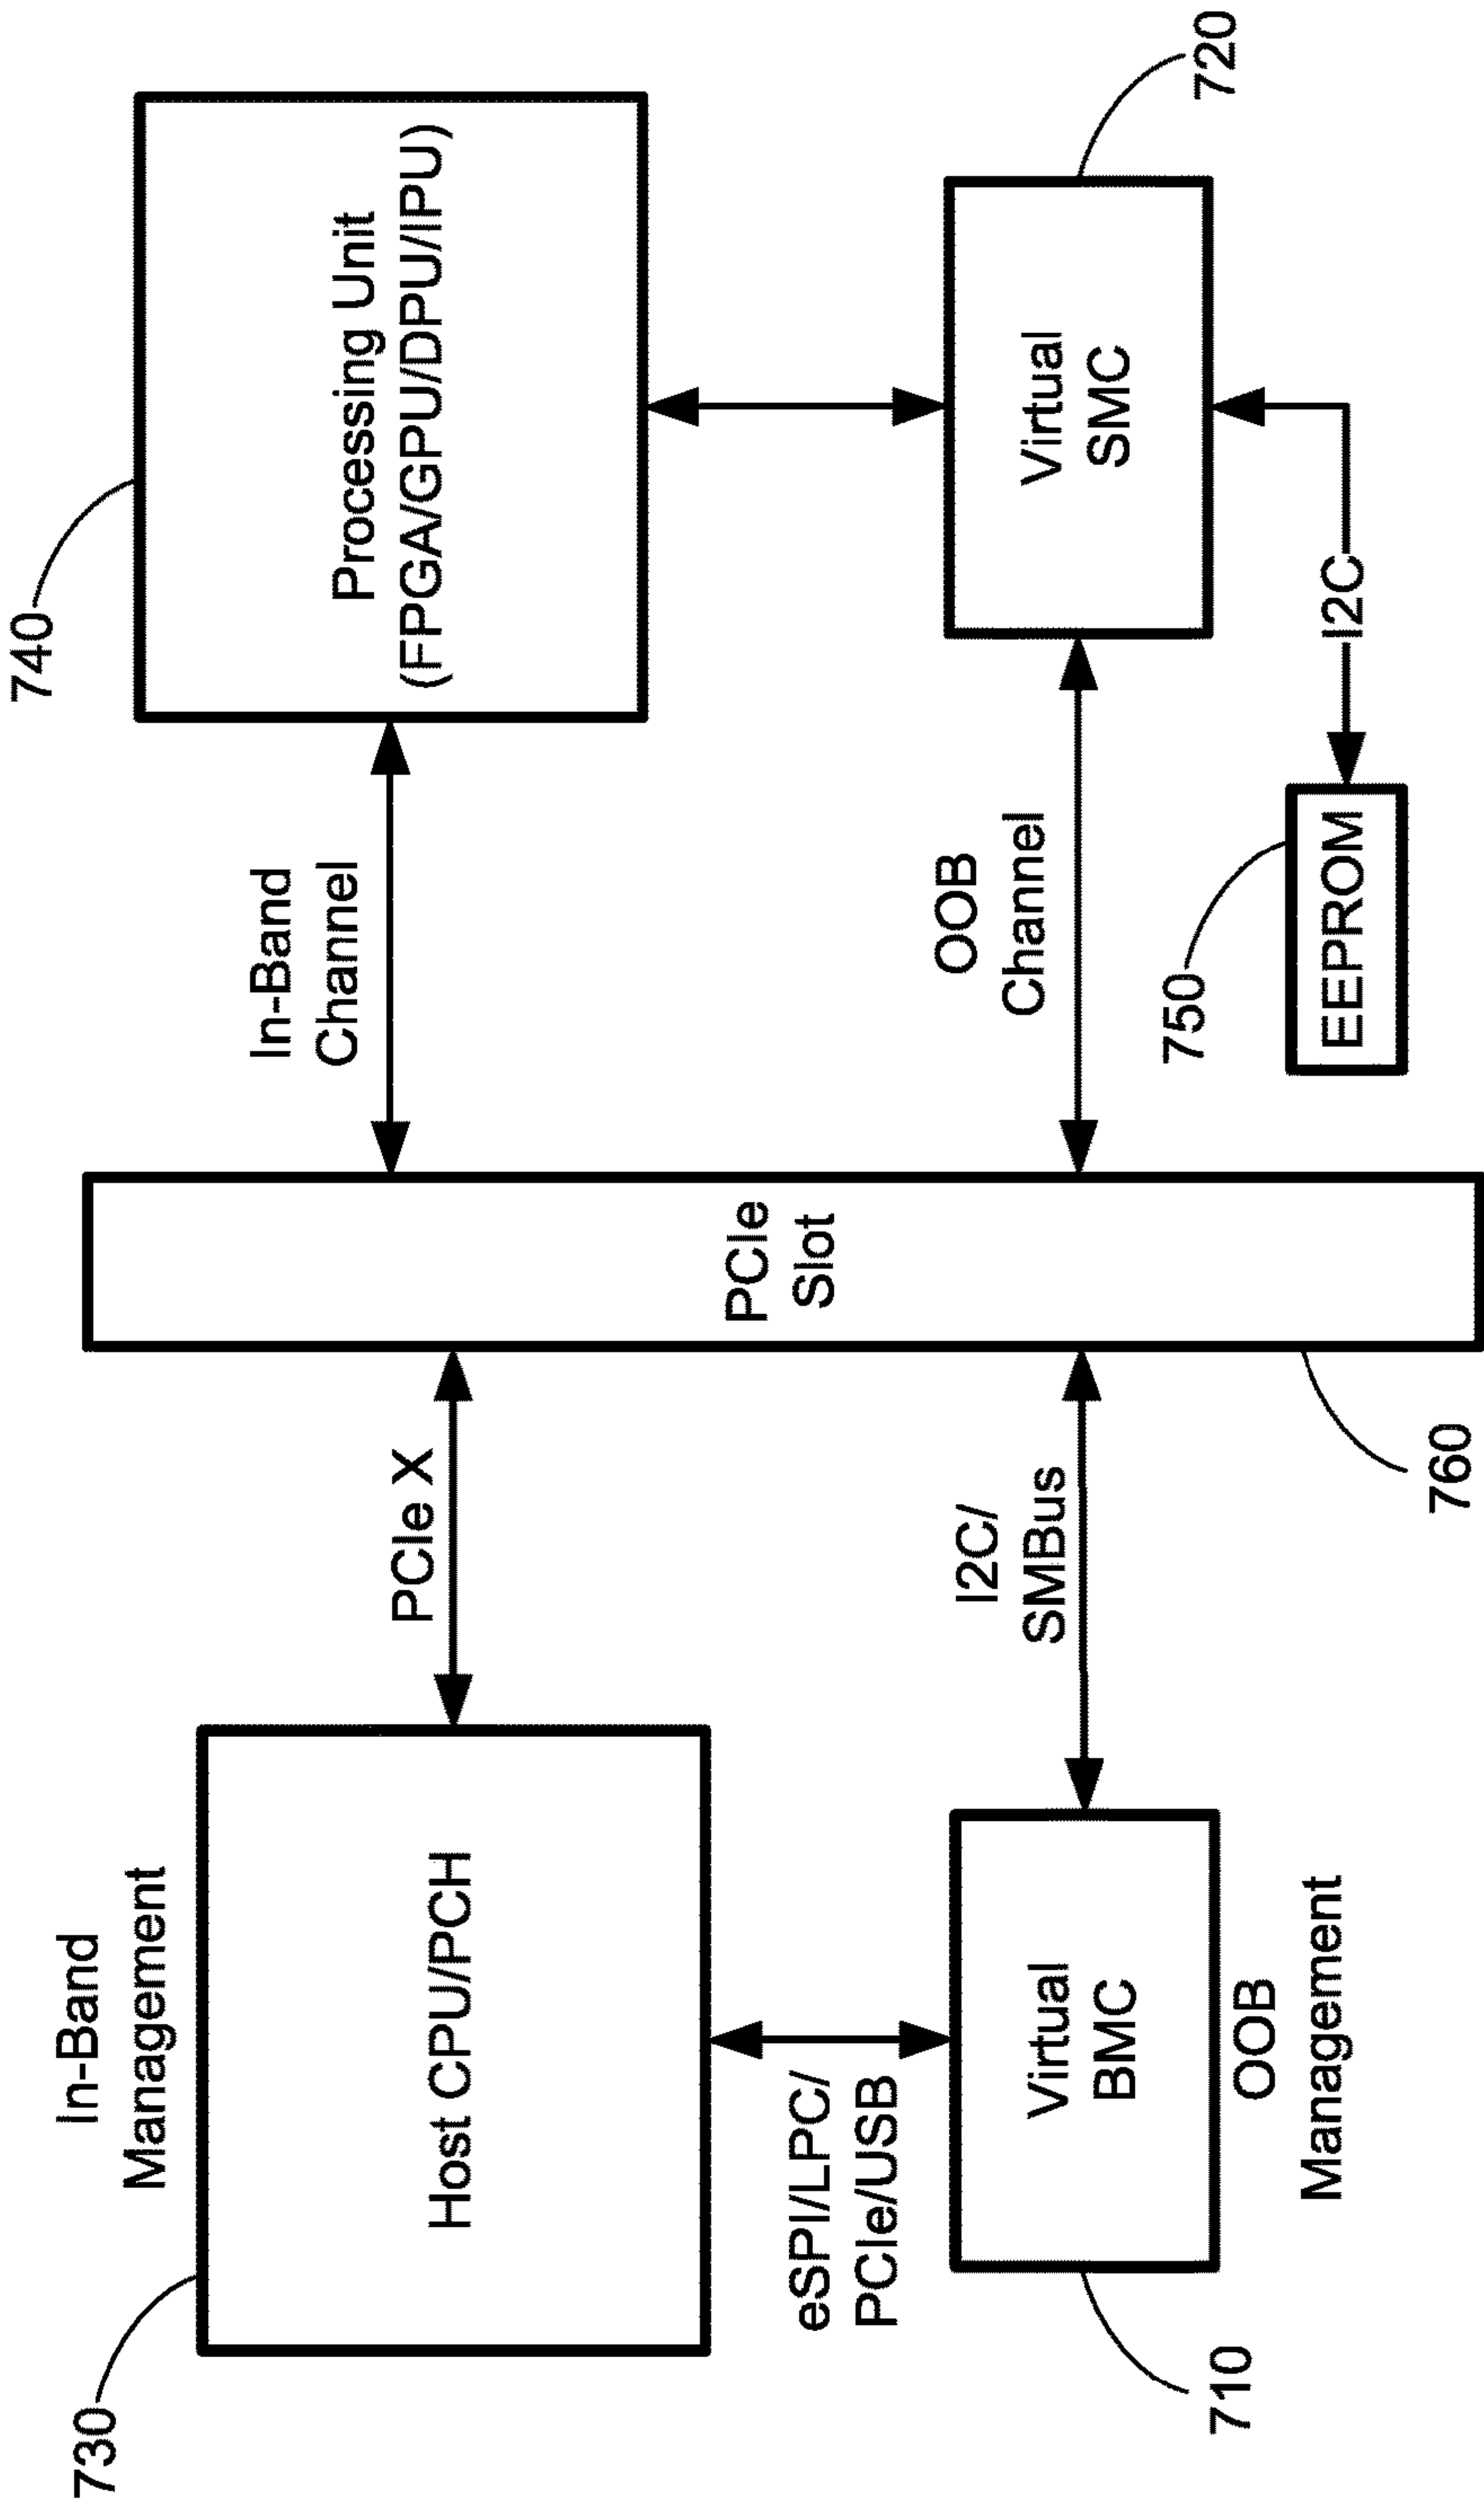 In-Band
Management
730
Host CPU/PCH
eSPI/LPC/
PCIe/USB
Virtual
BMC
710
OOB
Management
PCIe X
I2C/
SMBus
PCIe
Slot
760
In-Band
Channel
OOB
Channel
740
Processing Unit
(FPGA/GPU/DPU/IPU)
Virtual
SMC
720
I2C
750
EEPROM